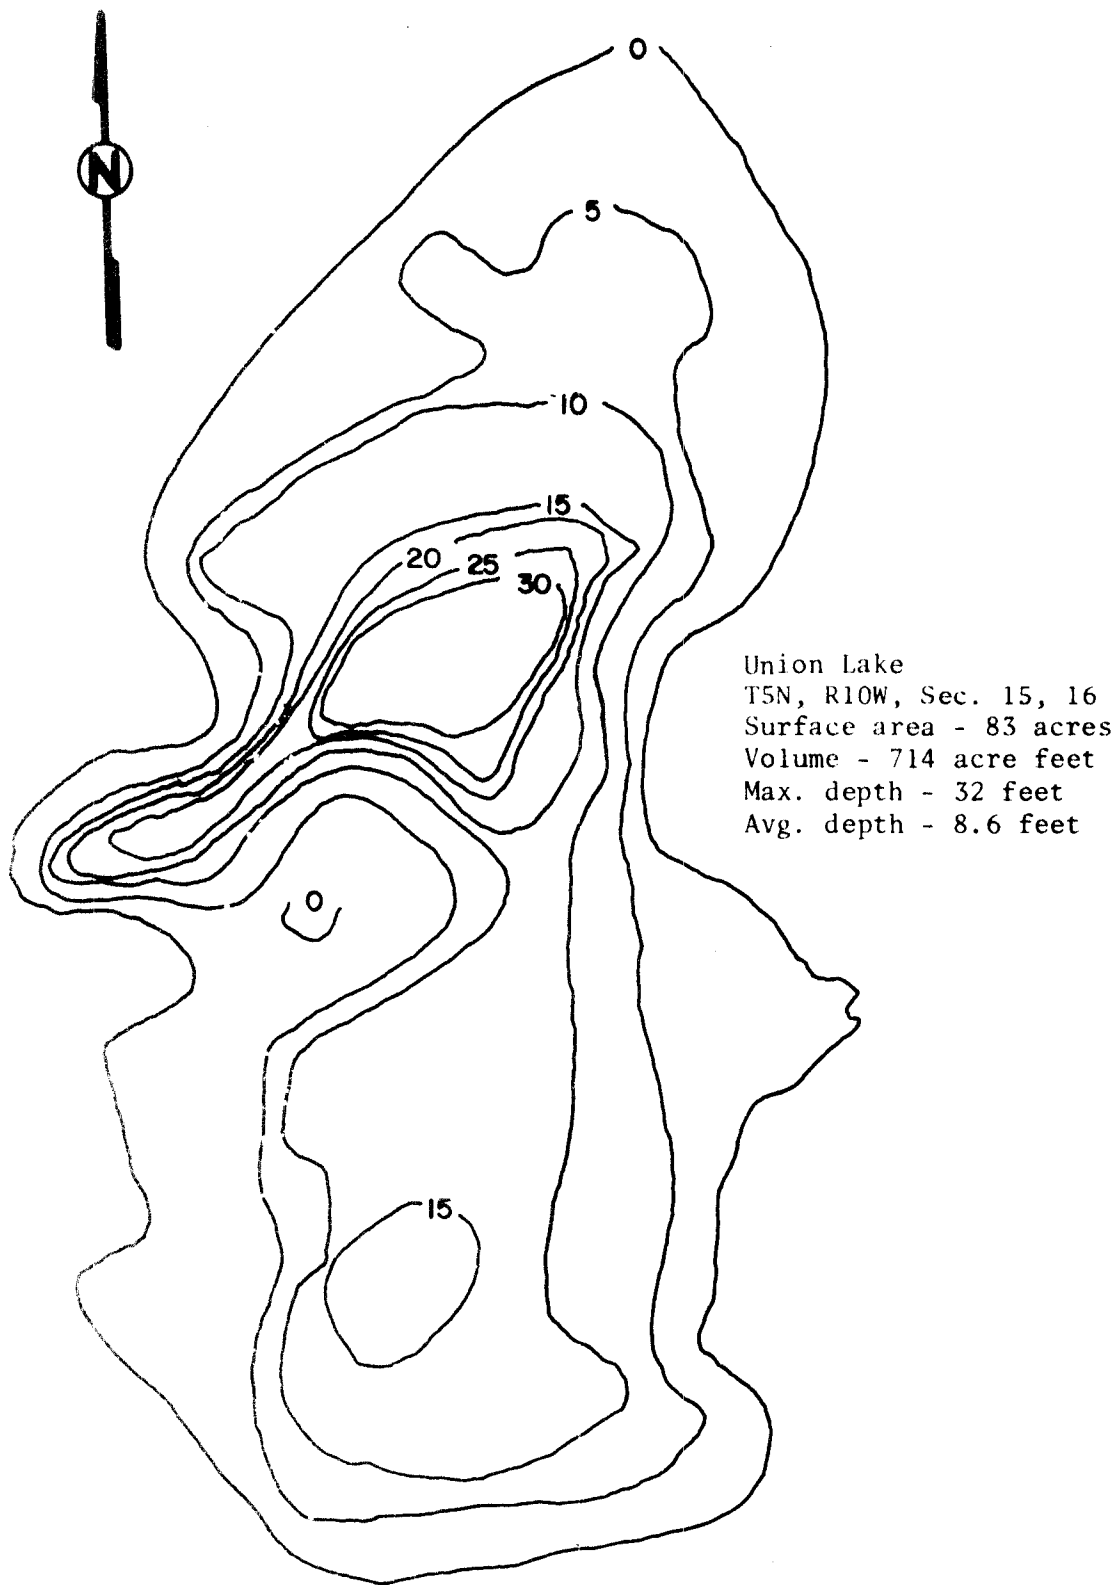 0
N
5
10
15
20
25
30
Union Lake
T5N, R10W, Sec. 15, 16
Surface area - 83 acres
Volume - 714 acre feet
Max. depth - 32 feet
Avg. depth - 8.6 feet
0
15